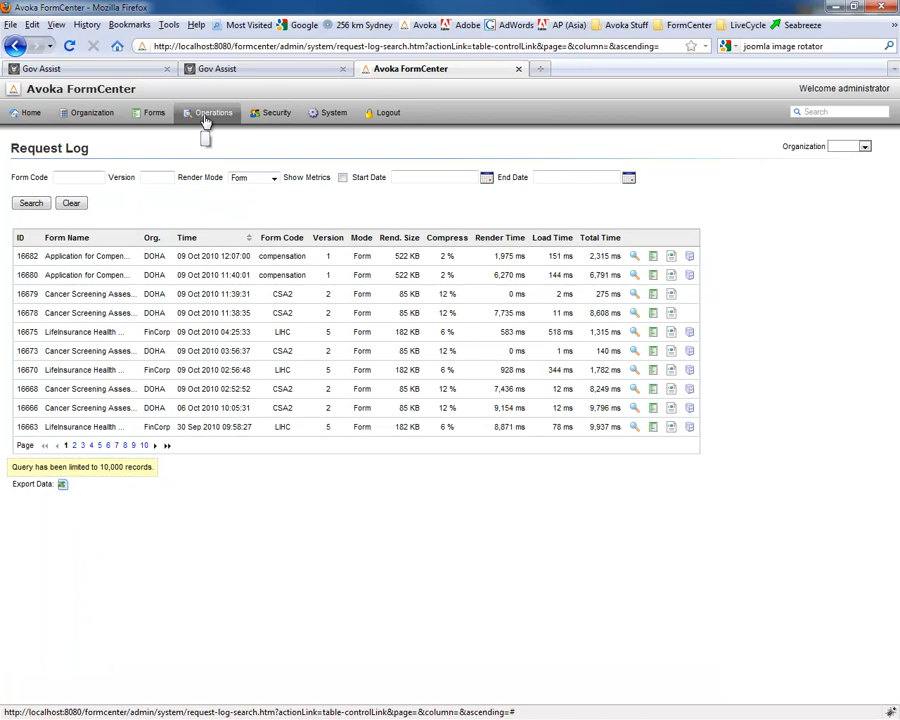 Avoka FormCenter - Mozilla Firefox
File Edit View History Bookmarks Tools Help Most Visited Google 256 km Sydney Avoka Adobe AdWords AP (Asia) Avoka Stuff FormCenter LiveCycle Seabreeze
http://localhost:8080/formcenter/admin/system/request-log-search.htm?actionLink=table-controlLink&page=&column=&ascending=# joomla image rotator
Gov Assist Gov Assist Avoka FormCenter
Avoka FormCenter Welcome administrator
Home Organization Forms Operations Security System Logout Search
Request Log Organization
Form Code Version Render Mode Form Show Metrics Start Date End Date
Search Clear
ID Form Name Org. Time Form Code Version Mode Rend. Size Compress Render Time Load Time Total Time
16682 Application for Compen... DOHA 09 Oct 2010 12:07:00 compensation 1 Form 522 KB 2 % 1,975 ms 151 ms 2,315 ms
16680 Application for Compen... DOHA 09 Oct 2010 11:40:01 compensation 1 Form 522 KB 2 % 6,270 ms 144 ms 6,791 ms
16679 Cancer Screening Asses... DOHA 09 Oct 2010 11:39:31 CSA2 2 Form 85 KB 12 % 0 ms 2 ms 275 ms
16678 Cancer Screening Asses... DOHA 09 Oct 2010 11:38:35 CSA2 2 Form 85 KB 12 % 7,735 ms 11 ms 8,608 ms
16675 LifeInsurance Health ... FinCorp 09 Oct 2010 04:25:33 LIHC 5 Form 182 KB 6 % 583 ms 518 ms 1,315 ms
16673 Cancer Screening Asses... DOHA 09 Oct 2010 03:56:37 CSA2 2 Form 85 KB 12 % 0 ms 1 ms 140 ms
16670 LifeInsurance Health ... FinCorp 09 Oct 2010 02:56:48 LIHC 5 Form 182 KB 6 % 928 ms 344 ms 1,782 ms
16668 Cancer Screening Asses... DOHA 09 Oct 2010 02:52:52 CSA2 2 Form 85 KB 12 % 7,436 ms 12 ms 8,249 ms
16666 Cancer Screening Asses... DOHA 06 Oct 2010 10:05:31 CSA2 2 Form 85 KB 12 % 9,154 ms 12 ms 9,796 ms
16663 LifeInsurance Health ... FinCorp 30 Sep 2010 09:58:27 LIHC 5 Form 182 KB 6 % 8,871 ms 78 ms 9,937 ms
Page 1 2 3 4 5 6 7 8 9 10
Query has been limited to 10,000 records.
Export Data:
http://localhost:8080/formcenter/admin/system/request-log-search.htm?actionLink=table-controlLink&page=&column=&ascending=#